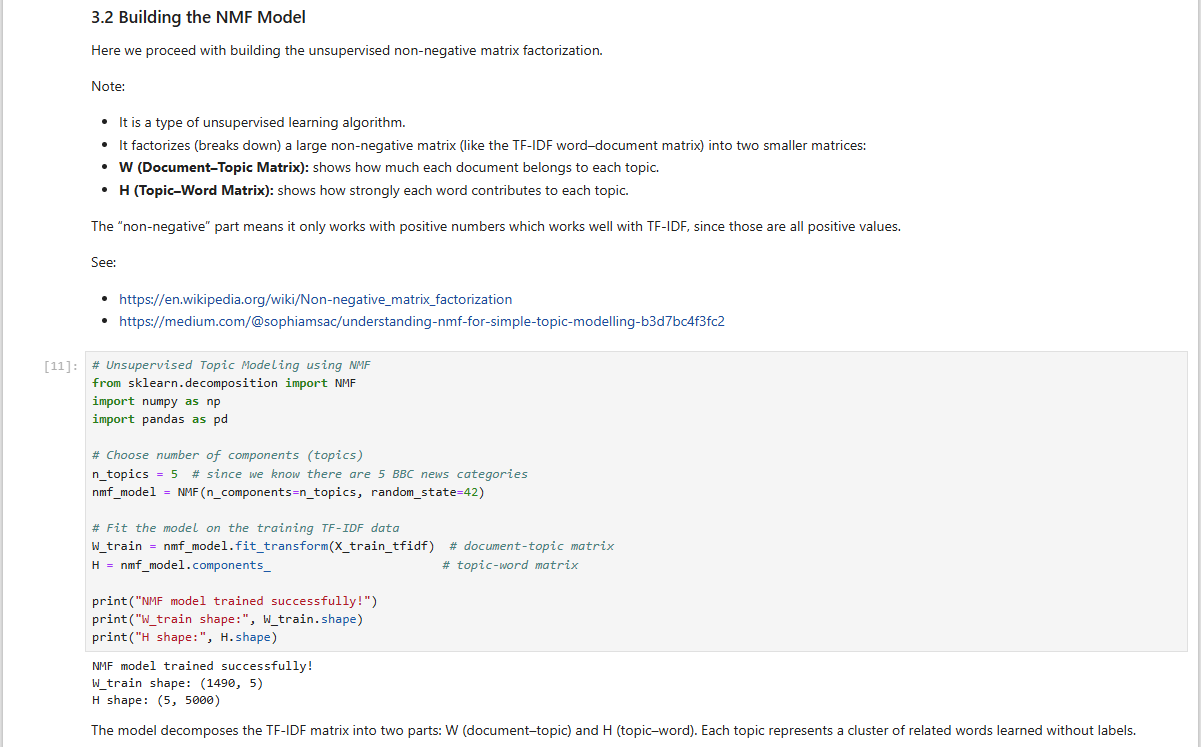 3.2 Building the NMF Model
Here we proceed with building the unsupervised non-negative matrix factorization.
Note:
• It is a type of unsupervised learning algorithm.
• It factorizes (breaks down) a large non-negative matrix (like the TF-IDF word–document matrix) into two smaller matrices:
• W (Document–Topic Matrix): shows how much each document belongs to each topic.
• H (Topic–Word Matrix): shows how strongly each word contributes to each topic.
The “non-negative” part means it only works with positive numbers which works well with TF-IDF, since those are all positive values.
See:
• https://en.wikipedia.org/wiki/Non-negative_matrix_factorization
• https://medium.com/@sophiamsac/understanding-nmf-for-simple-topic-modelling-b3d7bc4f3fc2
[11]: # Unsupervised Topic Modeling using NMF
from sklearn.decomposition import NMF
import numpy as np
import pandas as pd
# Choose number of components (topics)
n_topics = 5  # since we know there are 5 BBC news categories
nmf_model = NMF(n_components=n_topics, random_state=42)
# Fit the model on the training TF-IDF data
W_train = nmf_model.fit_transform(X_train_tfidf)  # document-topic matrix
H = nmf_model.components_                        # topic-word matrix
print("NMF model trained successfully!")
print("W_train shape:", W_train.shape)
print("H shape:", H.shape)
NMF model trained successfully!
W_train shape: (1490, 5)
H shape: (5, 5000)
The model decomposes the TF-IDF matrix into two parts: W (document–topic) and H (topic–word). Each topic represents a cluster of related words learned without labels.